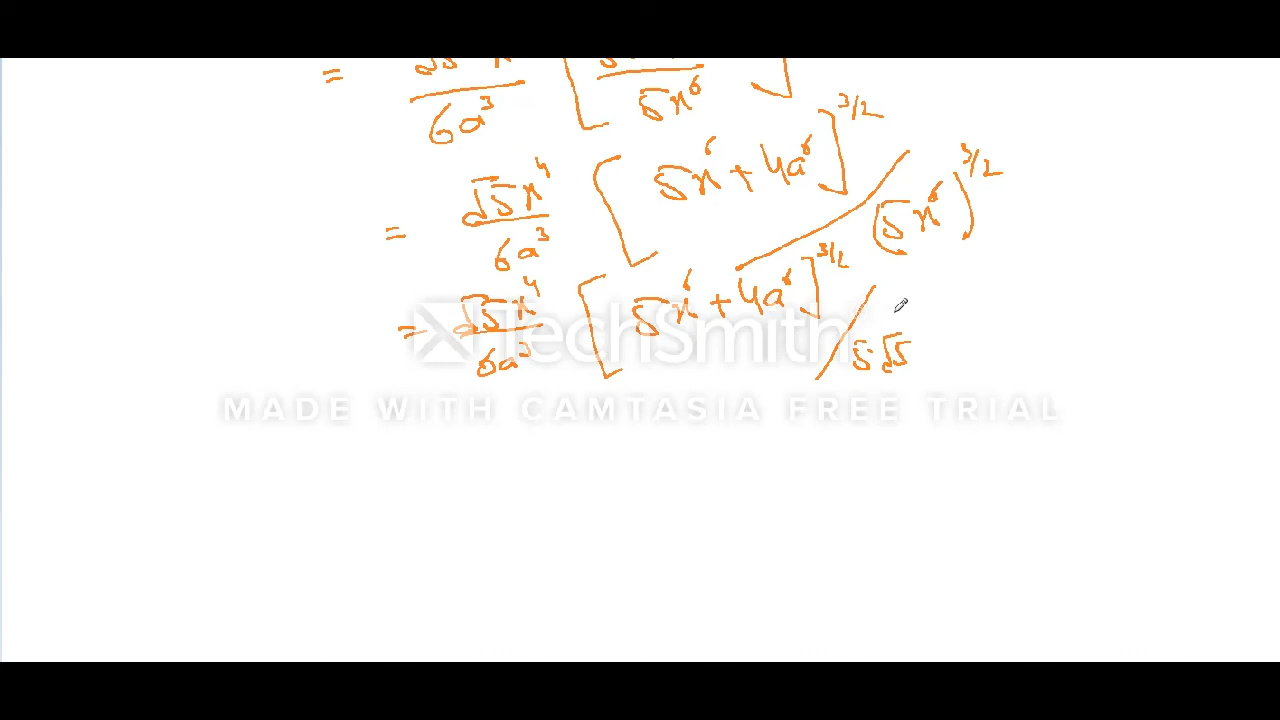 = / 6a³ [ / 5x⁶ ]
= √5 x⁴ / 6a³ [5x⁶ + 4a⁶]^3/2 / (5x⁶)^3/2
= √5 x⁴ / 6a³ [5x⁶ + 4a⁶]^3/2 / 5√5
TechSmith
MADE WITH CAMTASIA FREE TRIAL